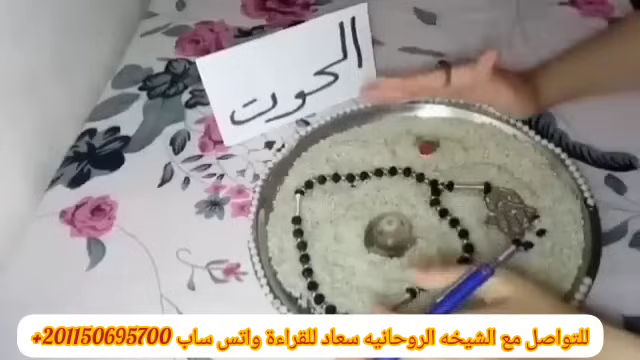 الحوت
للتواصل مع الشيخه الروحانيه سعاد للقراءة واتس ساب 201150695700+